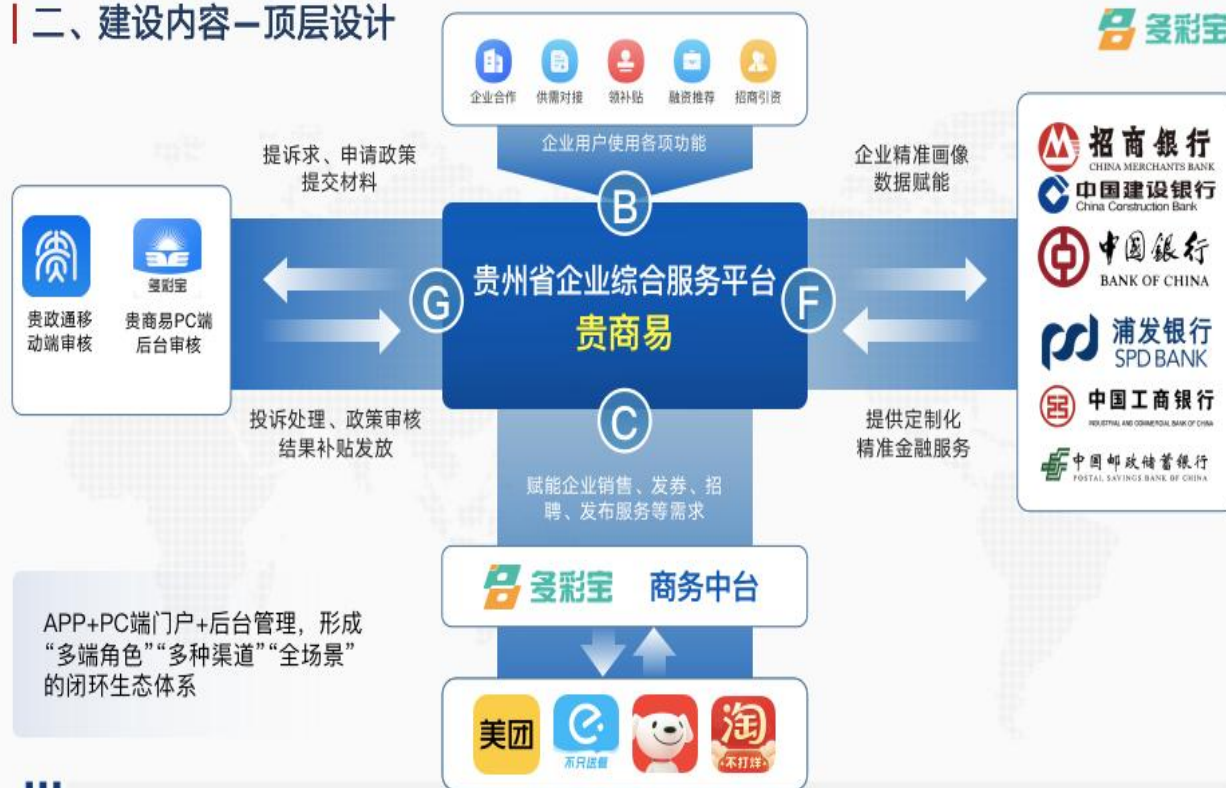 二、建设内容－顶层设计
多彩宝
企业合作 供需对接 领补贴 融资推荐 招商引资
企业用户使用各项功能
提诉求、申请政策
提交材料
企业精准画像
数据赋能
B
G
F
C
贵州省企业综合服务平台
贵商易
贵
多彩宝
贵政通移
动端审核
贵商易PC端
后台审核
投诉处理、政策审核
结果补贴发放
提供定制化
精准金融服务
招商银行
CHINA MERCHANTS BANK
中国建设银行
China Construction Bank
中国银行
BANK OF CHINA
浦发银行
SPD BANK
中国工商银行
INDUSTRIAL AND COMMERCIAL BANK OF CHINA
中国邮政储蓄银行
POSTAL SAVINGS BANK OF CHINA
赋能企业销售、发券、招
聘、发布服务等需求
多彩宝 商务中台
APP+PC端门户+后台管理，形成
“多端角色”“多种渠道”“全场景”
的闭环生态体系
美团
不只送餐
淘
不打烊